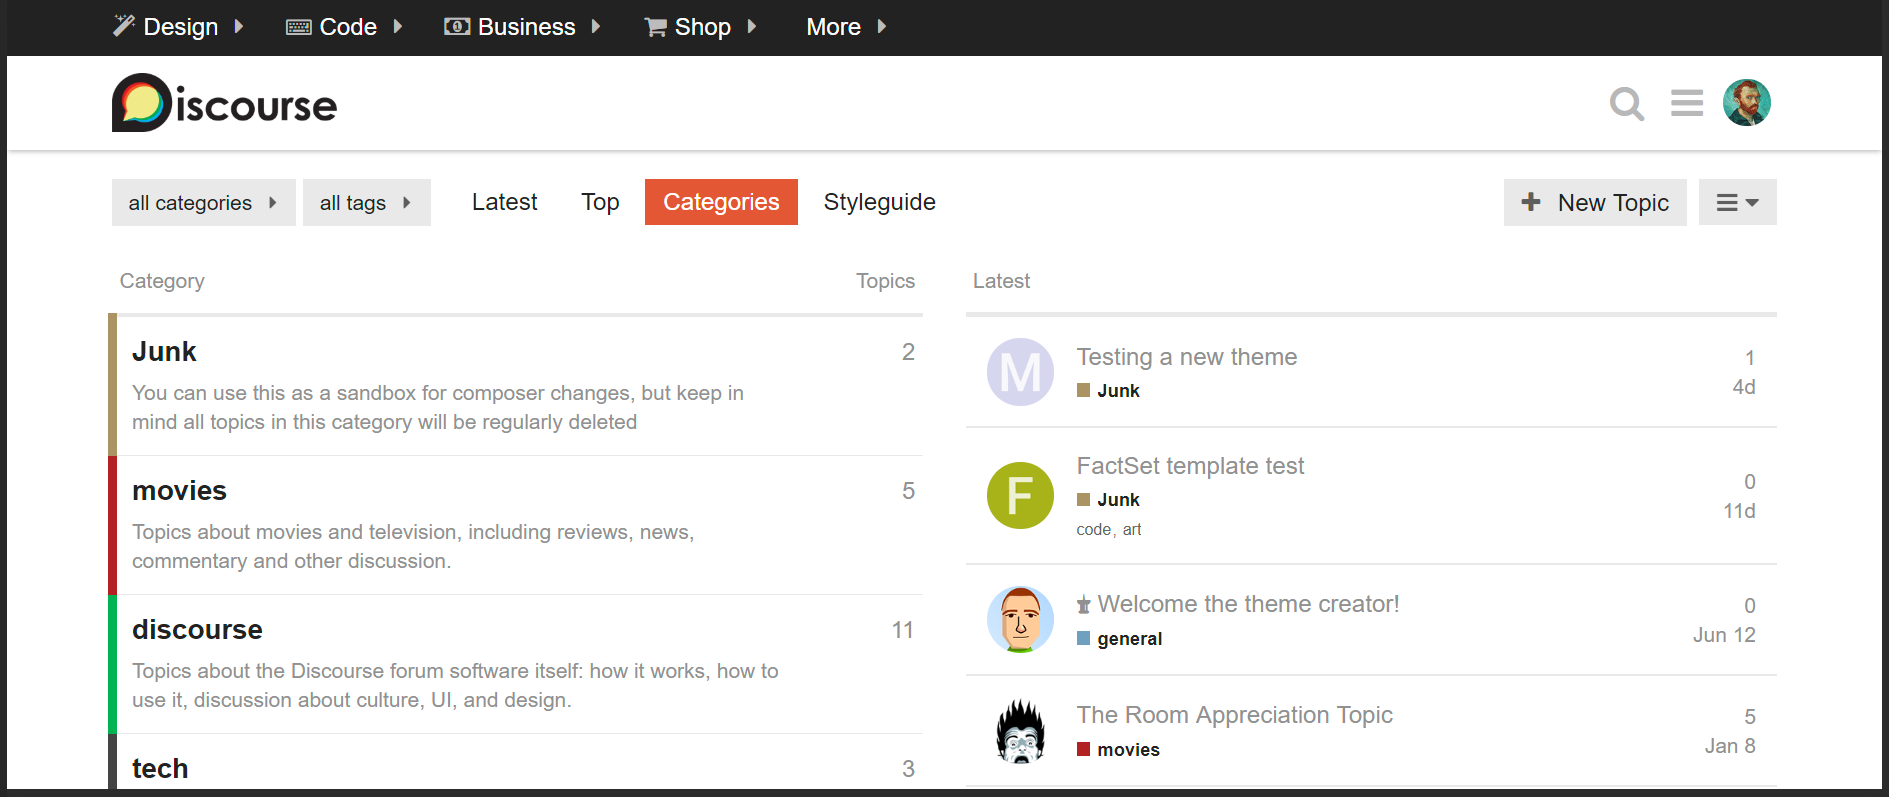 Design Code Business Shop More
Discourse
all categories all tags Latest Top Categories Styleguide New Topic
Category Topics
Junk 2
You can use this as a sandbox for composer changes, but keep in
mind all topics in this category will be regularly deleted
movies 5
Topics about movies and television, including reviews, news,
commentary and other discussion.
discourse 11
Topics about the Discourse forum software itself: how it works, how to
use it, discussion about culture, UI, and design.
tech 3
Latest
M
Testing a new theme 1
Junk 4d
F
FactSet template test 0
Junk 11d
code, art
Welcome the theme creator! 0
general Jun 12
The Room Appreciation Topic 5
movies Jan 8